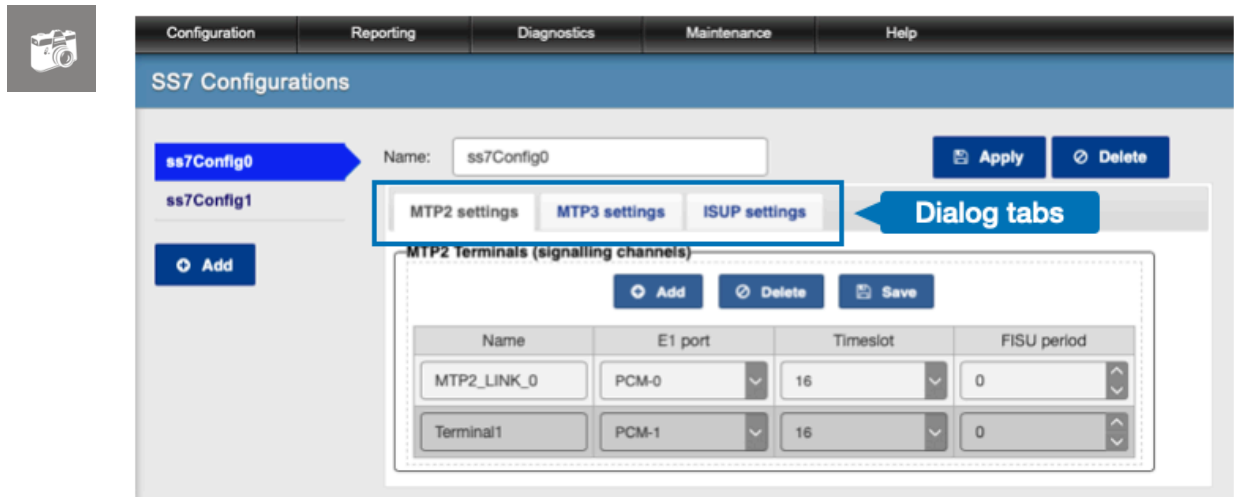 Configuration Reporting Diagnostics Maintenance Help
SS7 Configurations
ss7Config0
ss7Config1
Add
Name: ss7Config0 Apply Delete
MTP2 settings MTP3 settings ISUP settings Dialog tabs
MTP2 Terminals (signalling channels)
Add Delete Save
Name E1 port Timeslot FISU period
MTP2_LINK_0 PCM-0 16 0
Terminal1 PCM-1 16 0